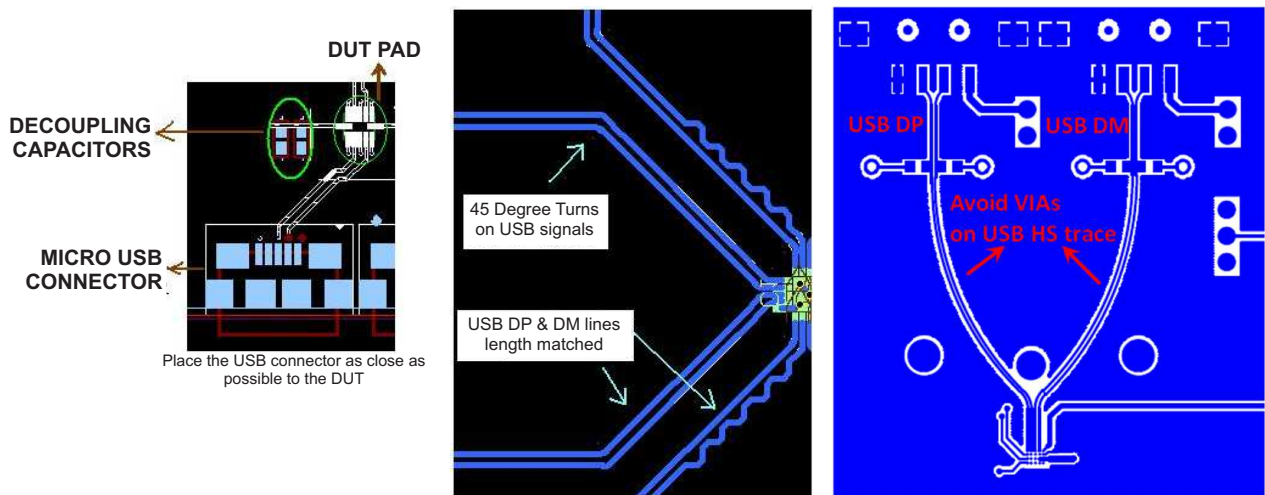 DUT PAD
DECOUPLING
CAPACITORS
MICRO USB
CONNECTOR
Place the USB connector as close as
possible to the DUT
45 Degree Turns
on USB signals
USB DP & DM lines
length matched
USB DP
USB DM
Avoid VIAs
on USB HS trace